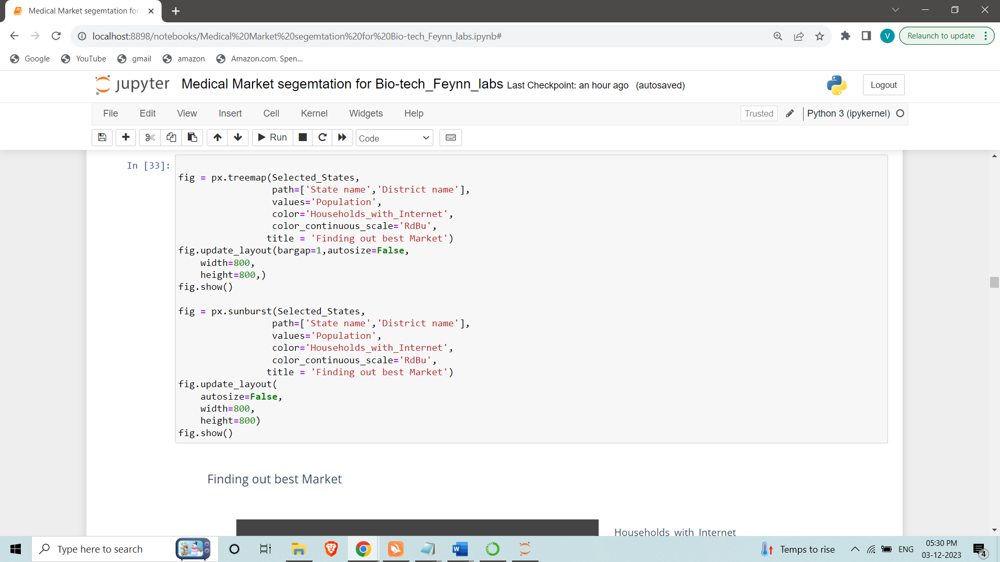 Medical Market segemtation for
localhost:8898/notebooks/Medical%20Market%20segemtation%20for%20Bio-tech_Feynn_labs.ipynb#
V
Relaunch to update
Google
YouTube
gmail
amazon
Amazon.com. Spen...
jupyter
Medical Market segemtation for Bio-tech_Feynn_labs Last Checkpoint: an hour ago (autosaved)
Logout
File Edit View Insert Cell Kernel Widgets Help
Trusted
Python 3 (ipykernel)
Run
Code
In [33]:
fig = px.treemap(Selected_States,
path=['State name','District name'],
values='Population',
color='Households_with_Internet',
color_continuous_scale='RdBu',
title = 'Finding out best Market')
fig.update_layout(bargap=1,autosize=False,
width=800,
height=800,)
fig.show()
fig = px.sunburst(Selected_States,
path=['State name','District name'],
values='Population',
color='Households_with_Internet',
color_continuous_scale='RdBu',
title = 'Finding out best Market')
fig.update_layout(
autosize=False,
width=800,
height=800)
fig.show()
Finding out best Market
Households_with_Internet
Type here to search
Temps to rise
ENG
05:30 PM
03-12-2023
4